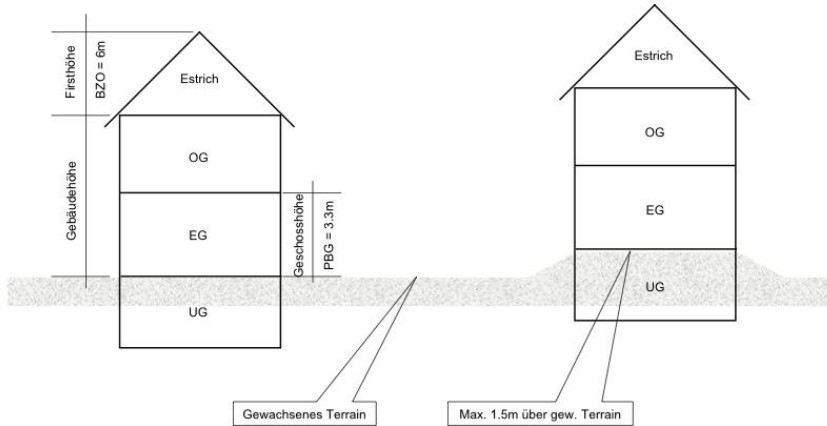 Firsthöhe
BZO = 6m
Estrich
OG
Gebäudehöhe
EG
Geschosshöhe
PBG = 3.3m
UG
Estrich
OG
EG
UG
Gewachsenes Terrain
Max. 1.5m über gew. Terrain